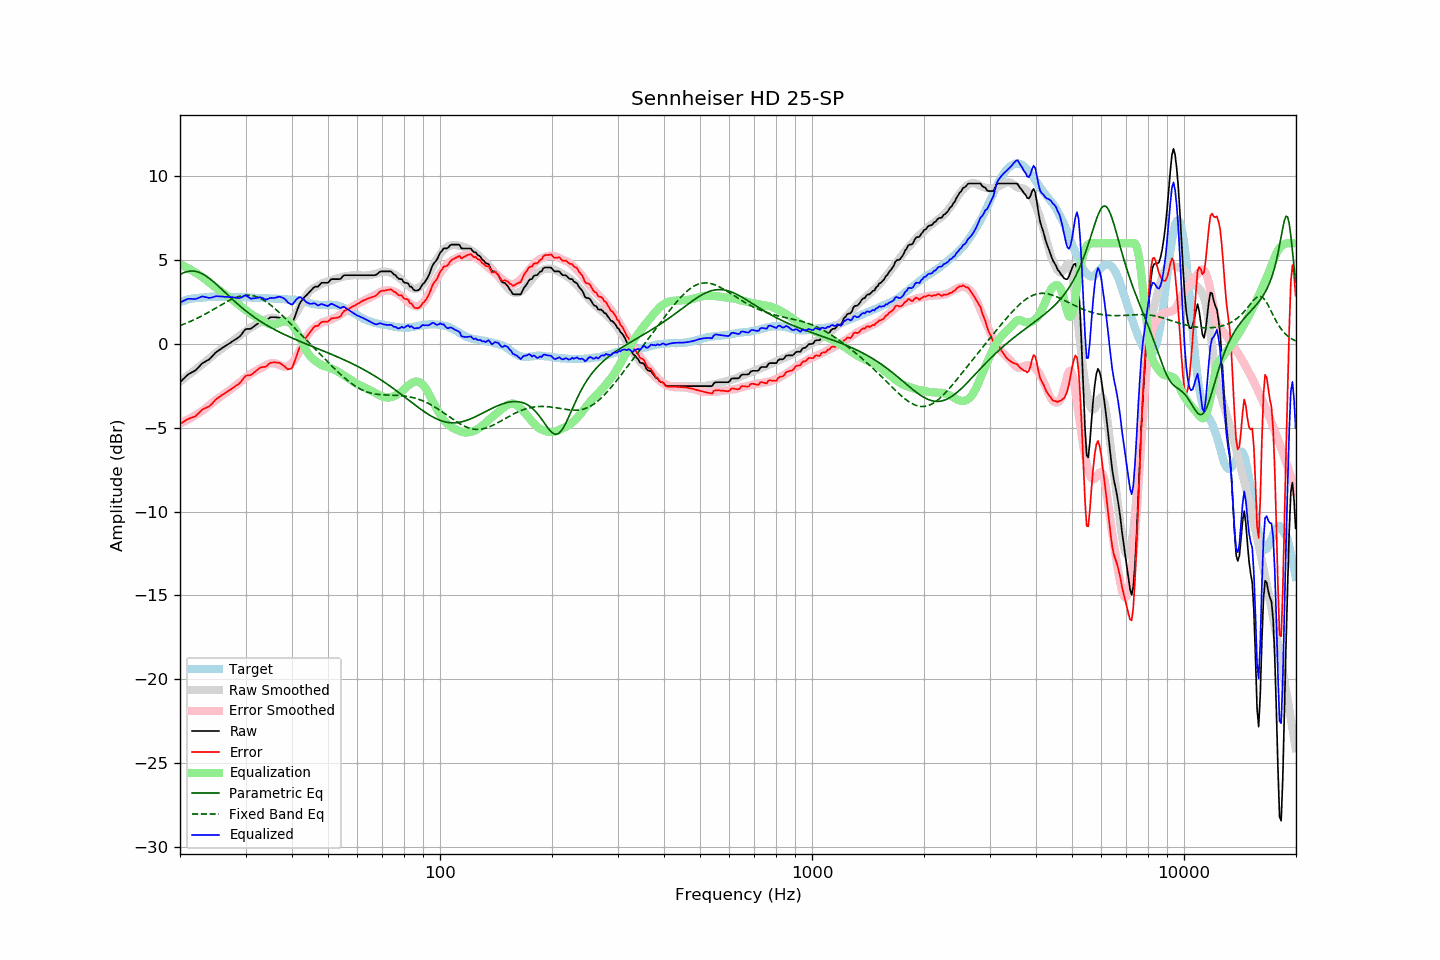 Sennheiser HD 25-SP
Amplitude (dBr)
10
5
0
−5
−10
−15
−20
−25
−30
Target
Raw Smoothed
Error Smoothed
Raw
Error
Equalization
Parametric Eq
Fixed Band Eq
Equalized
100
1000
10000
Frequency (Hz)